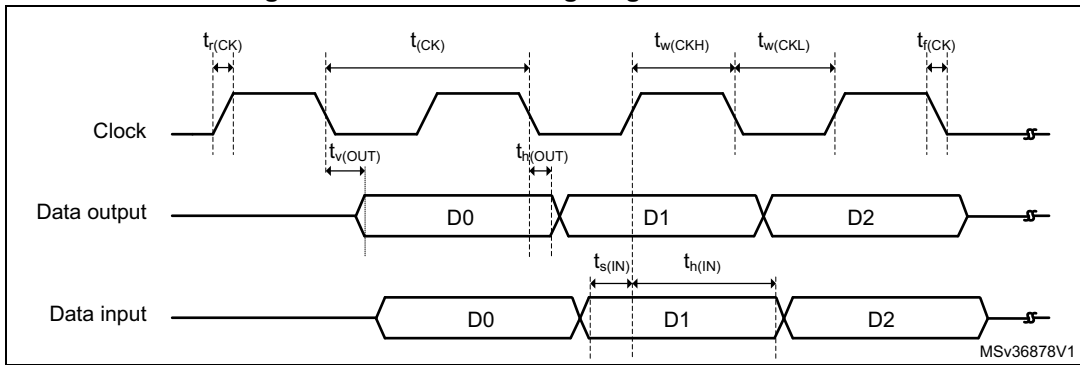 t_r(CK) t_(CK) t_w(CKH) t_w(CKL) t_f(CK)
Clock
t_v(OUT) t_h(OUT)
Data output D0 D1 D2
t_s(IN) t_h(IN)
Data input D0 D1 D2
MSv36878V1